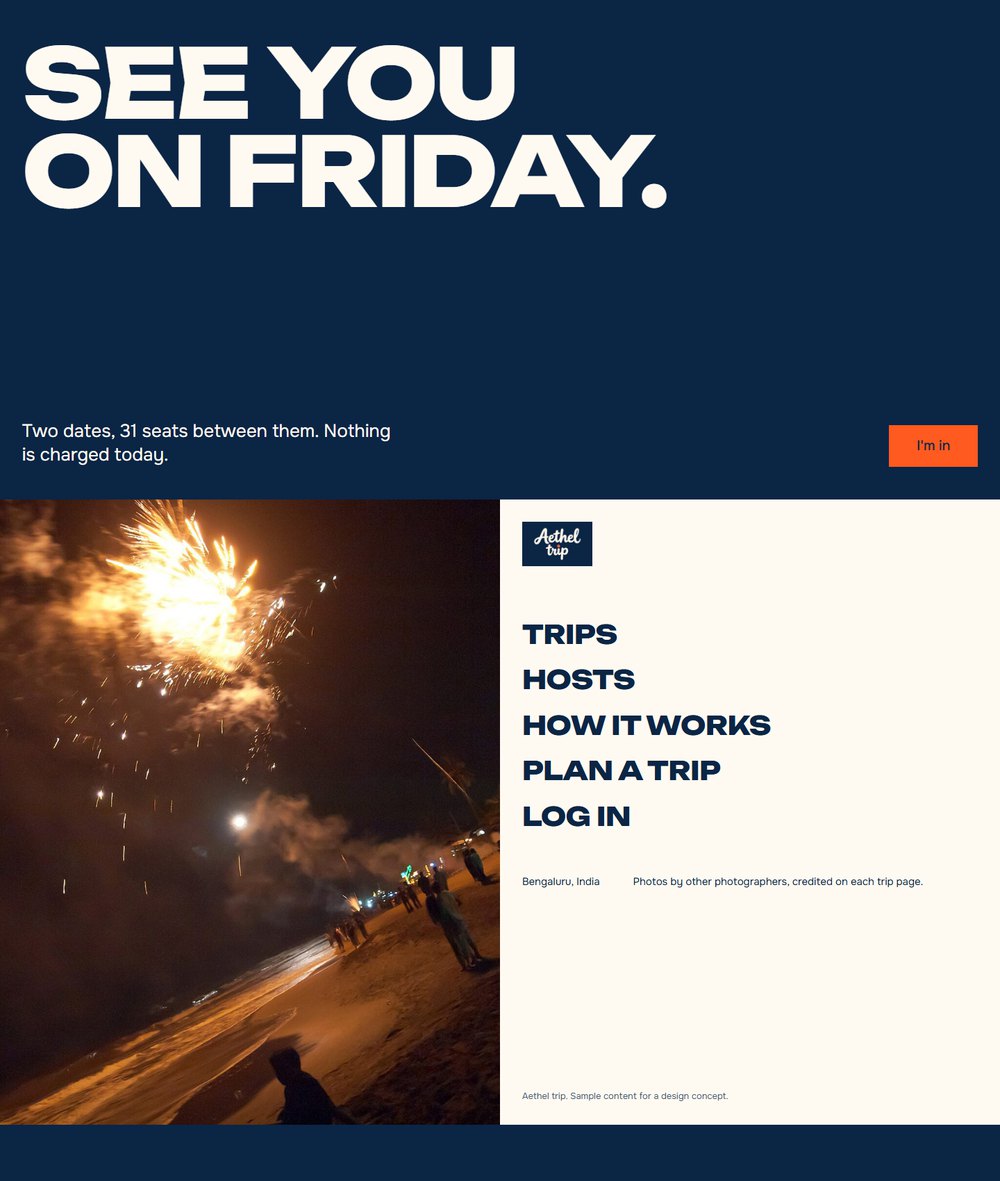 SEE YOU
ON FRIDAY.
Two dates, 31 seats between them. Nothing
is charged today.
I'm in
Aethel
trip
TRIPS
HOSTS
HOW IT WORKS
PLAN A TRIP
LOG IN
Bengaluru, India
Photos by other photographers, credited on each trip page.
Aethel trip. Sample content for a design concept.